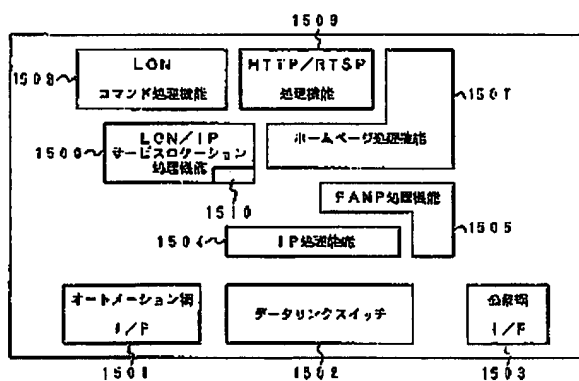 1509
LON
コマンド処理機能
1508
HTTP/RTSP
処理機能
1507
LON/IP
サービスロケーション
処理機能
1506
ホームページ処理機能
1510
FANP処理機能
1505
1504
IP処理機能
オートメーション網
I/F
データリンクスイッチ
公衆網
I/F
1501
1502
1503